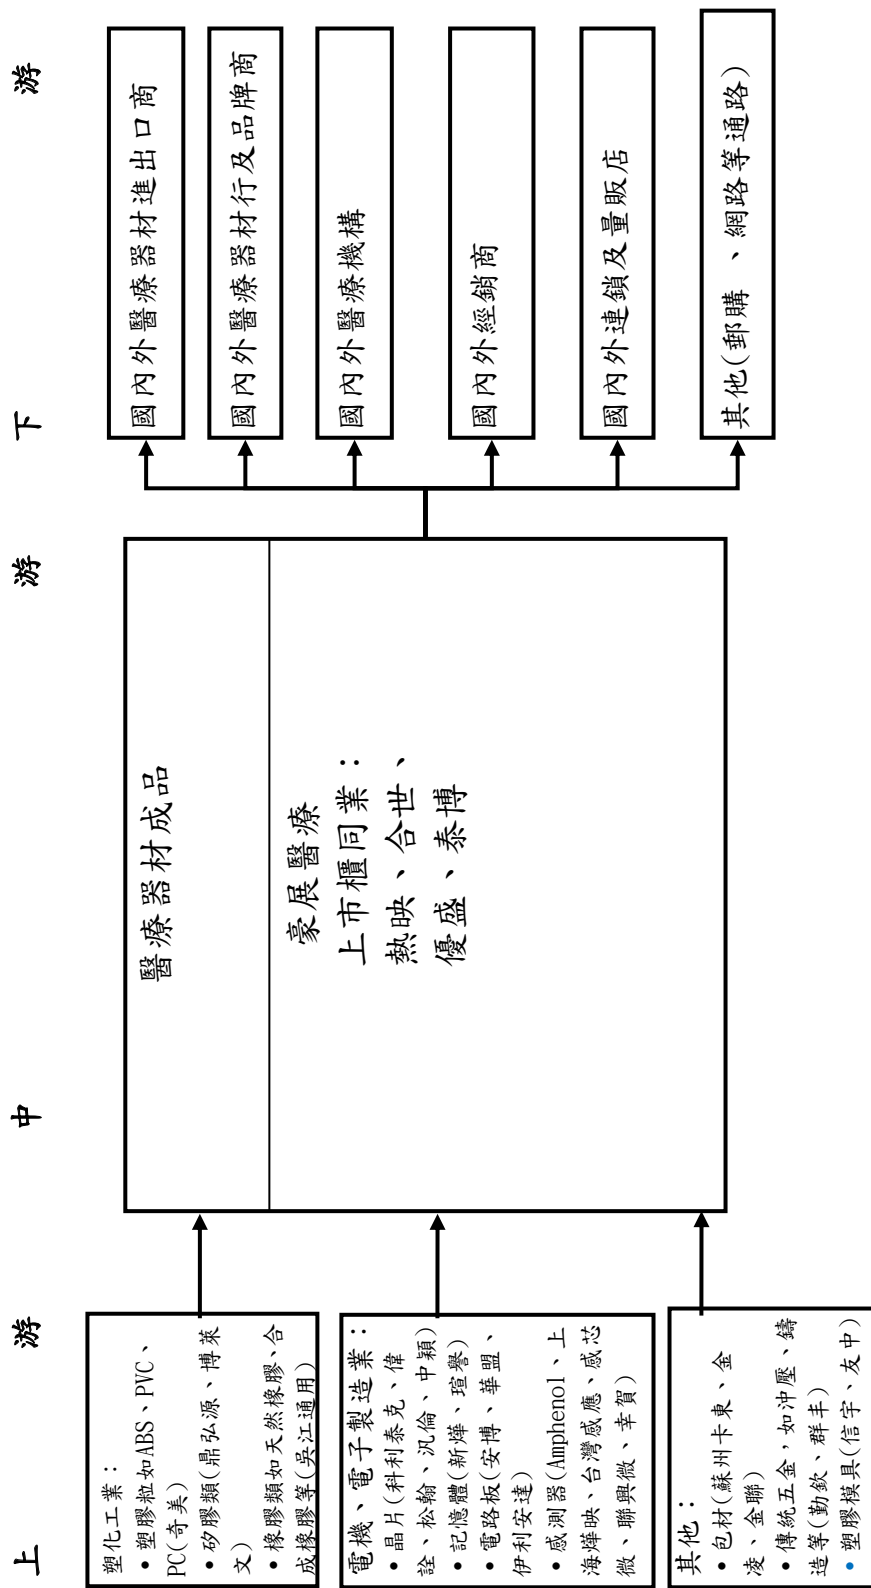 上 游
中 游
下 游
塑化工業：
• 塑膠粒如ABS、PVC、
PC(奇美)
• 矽膠類(鼎弘源、博萊
文)
• 橡膠類如天然橡膠、合
成橡膠等(吳江通用)
電機、電子製造業：
• 晶片(科利泰克、偉
詮、松翰、汎倫、中穎)
• 記憶體(新燁、瑄譽)
• 電路板(安博、華盟、
伊利安達)
• 感測器(Amphenol、上
海燁映、台灣感應、感芯
微、聯興微、幸賀)
其他：
• 包材(蘇州卡東、金
凌、金聯)
• 傳統五金，如沖壓、鑄
造等(勤欽、群丰)
• 塑膠模具(信宇、友中)
醫療器材成品
豪展醫療
上市櫃同業：
熱映、合世、
優盛、泰博
國內外醫療器材進出口商
國內外醫療器材行及品牌商
國內外醫療機構
國內外經銷商
國內外連鎖及量販店
其他(郵購 、網路等通路)